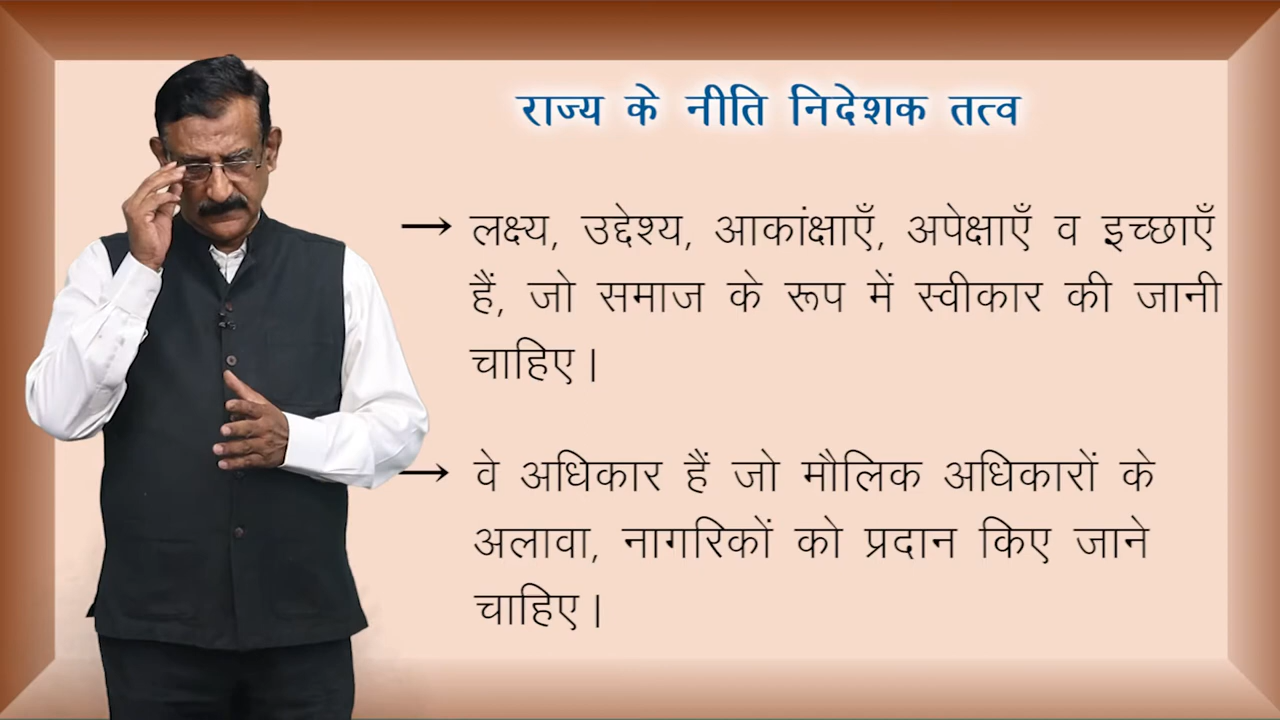 राज्य के नीति निदेशक तत्व
→ लक्ष्य, उद्देश्य, आकांक्षाएँ, अपेक्षाएँ व इच्छाएँ
हैं, जो समाज के रूप में स्वीकार की जानी
चाहिए।
→ वे अधिकार हैं जो मौलिक अधिकारों के
अलावा, नागरिकों को प्रदान किए जाने
चाहिए।